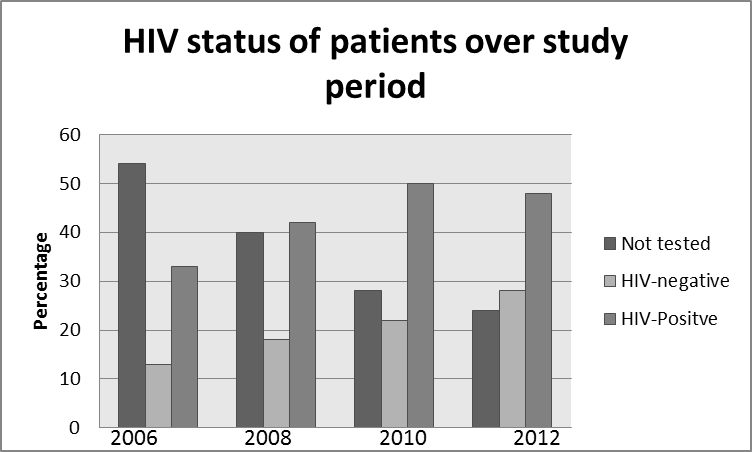 HIV status of patients over study
period
60
50
40
30
20
10
0
Percentage
2006 2008 2010 2012
Not tested
HIV-negative
HIV-Positve